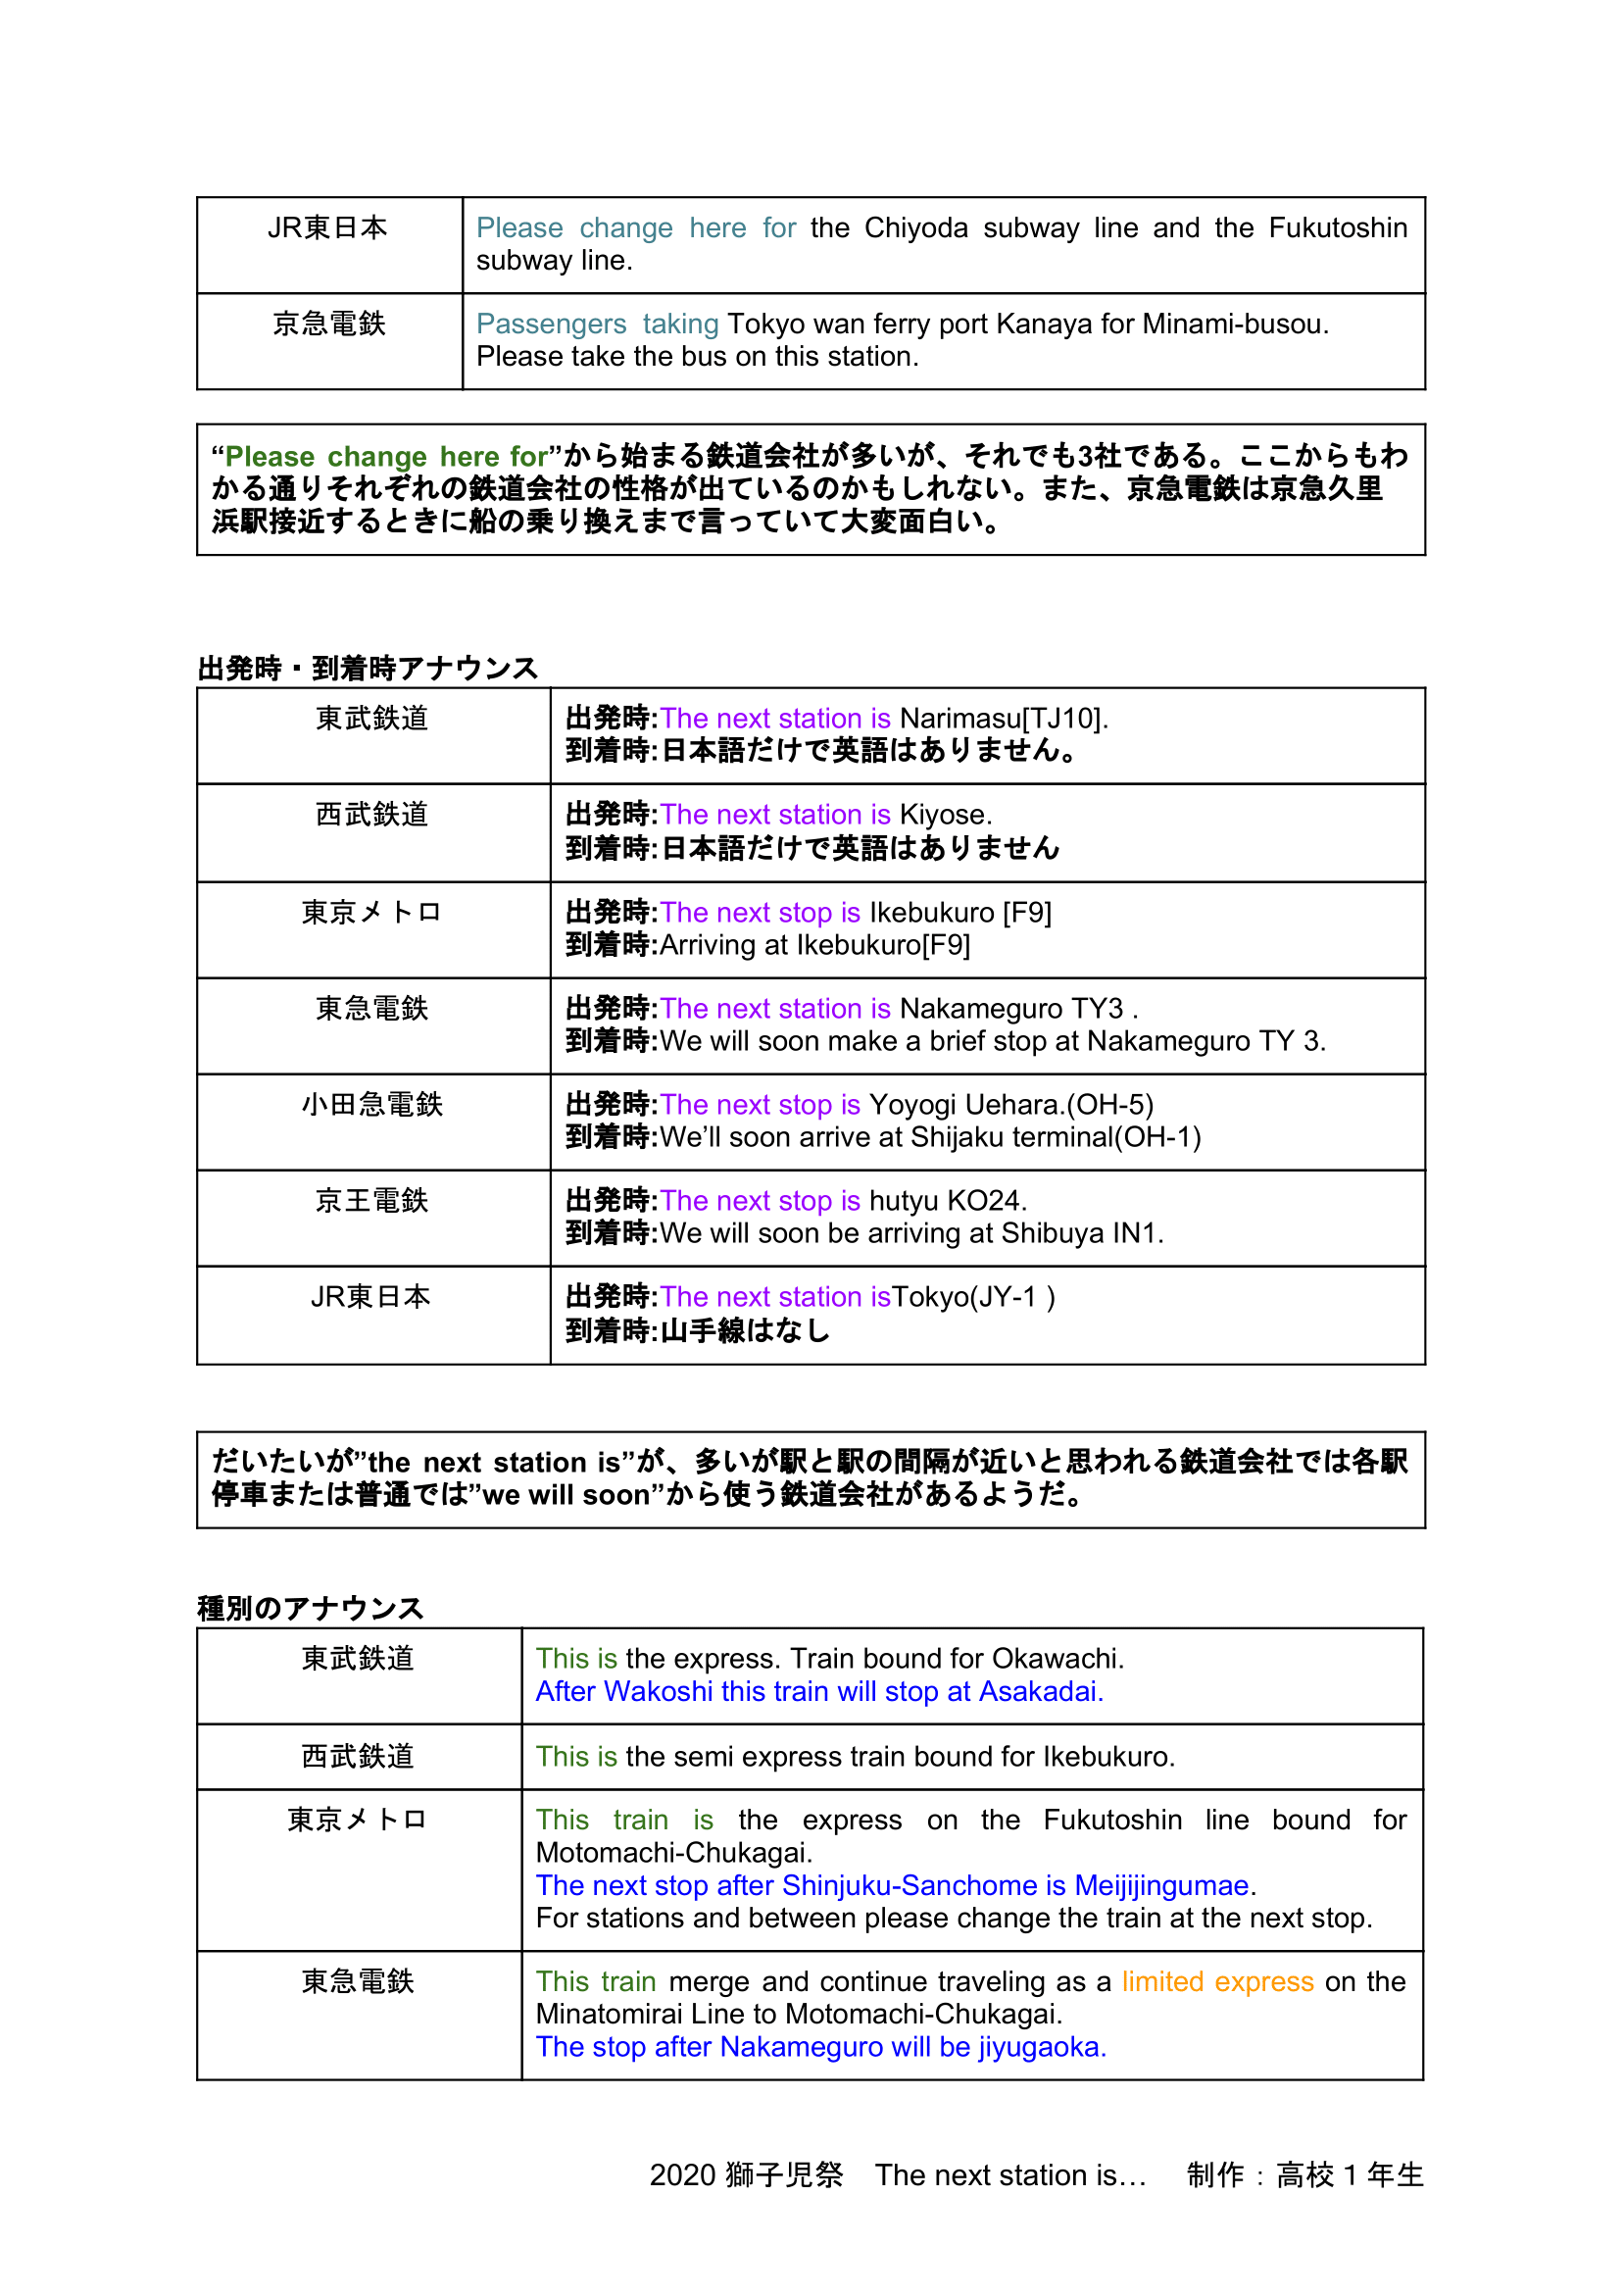 JR東日本
Please change here for the Chiyoda subway line and the Fukutoshin
subway line.
京急電鉄
Passengers taking Tokyo wan ferry port Kanaya for Minami-busou.
Please take the bus on this station.
“Please change here for”から始まる鉄道会社が多いが、それでも3社である。ここからもわ
かる通りそれぞれの鉄道会社の性格が出ているのかもしれない。また、京急電鉄は京急久里
浜駅接近するときに船の乗り換えまで言っていて大変面白い。
出発時・到着時アナウンス
東武鉄道
出発時:The next station is Narimasu[TJ10].
到着時:日本語だけで英語はありません。
西武鉄道
出発時:The next station is Kiyose.
到着時:日本語だけで英語はありません
東京メトロ
出発時:The next stop is Ikebukuro [F9]
到着時:Arriving at Ikebukuro[F9]
東急電鉄
出発時:The next station is Nakameguro TY3 .
到着時:We will soon make a brief stop at Nakameguro TY 3.
小田急電鉄
出発時:The next stop is Yoyogi Uehara.(OH-5)
到着時:We’ll soon arrive at Shijaku terminal(OH-1)
京王電鉄
出発時:The next stop is hutyu KO24.
到着時:We will soon be arriving at Shibuya IN1.
JR東日本
出発時:The next station isTokyo(JY-1 )
到着時:山手線はなし
だいたいが”the next station is”が、多いが駅と駅の間隔が近いと思われる鉄道会社では各駅
停車または普通では”we will soon”から使う鉄道会社があるようだ。
種別のアナウンス
東武鉄道
This is the express. Train bound for Okawachi.
After Wakoshi this train will stop at Asakadai.
西武鉄道
This is the semi express train bound for Ikebukuro.
東京メトロ
This train is the express on the Fukutoshin line bound for
Motomachi-Chukagai.
The next stop after Shinjuku-Sanchome is Meijijingumae.
For stations and between please change the train at the next stop.
東急電鉄
This train merge and continue traveling as a limited express on the
Minatomirai Line to Motomachi-Chukagai.
The stop after Nakameguro will be jiyugaoka.
2020 獅子児祭　The next station is…　制作：高校 1 年生